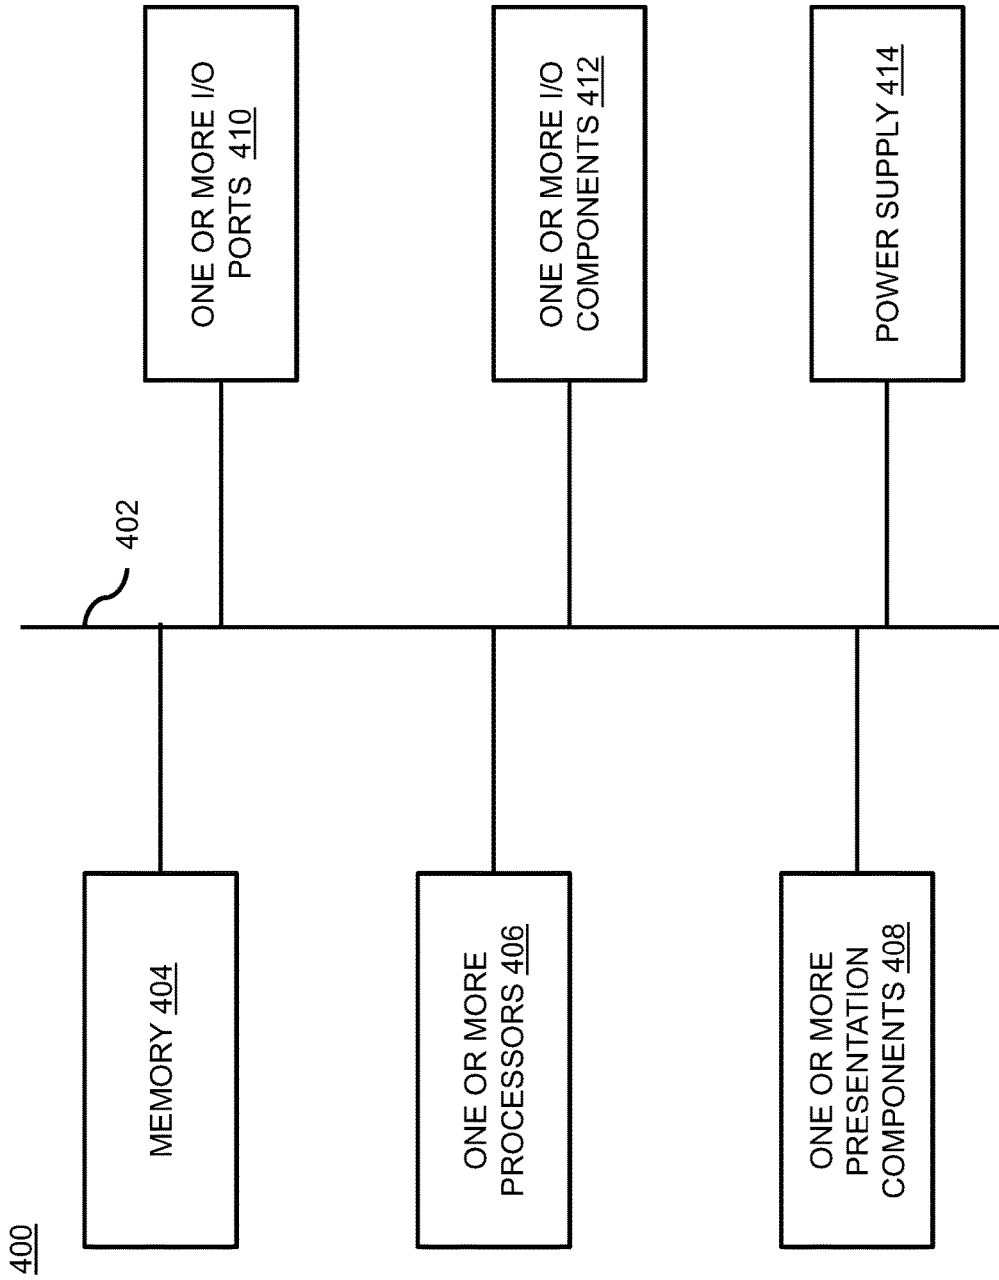 400
402
MEMORY 404
ONE OR MORE
PROCESSORS 406
ONE OR MORE
PRESENTATION
COMPONENTS 408
ONE OR MORE I/O
PORTS 410
ONE OR MORE I/O
COMPONENTS 412
POWER SUPPLY 414